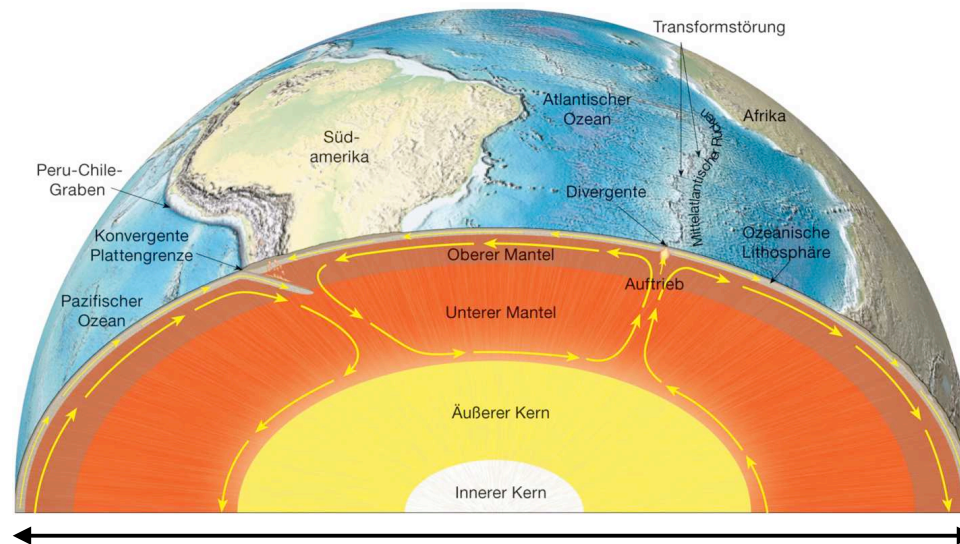 Transformstörung
Atlantischer
Ozean
Afrika
Süd-
amerika
Peru-Chile-
Graben
Divergente
Mittelatlantischer Rücken
Konvergente
Plattengrenze
Ozeanische
Lithosphäre
Oberer Mantel
Auftrieb
Pazifischer
Ozean
Unterer Mantel
Äußerer Kern
Innerer Kern